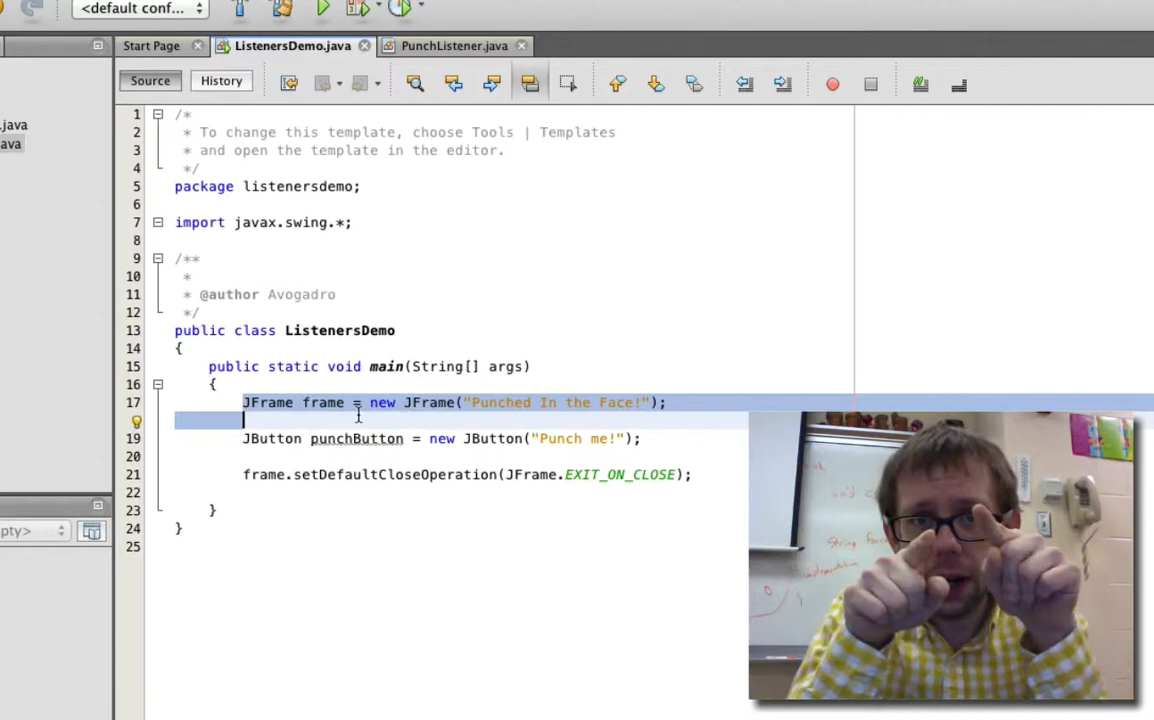 <default conf...
Start Page
ListenersDemo.java
PunchListener.java
Source
History
.java
ava
1 /*
2 * To change this template, choose Tools | Templates
3 * and open the template in the editor.
4 */
5 package listenersdemo;
6
7 import javax.swing.*;
8
9 /**
10 *
11 * @author Avogadro
12 */
13 public class ListenersDemo
14 {
15 public static void main(String[] args)
16 {
17 JFrame frame = new JFrame("Punched In the Face!");
19 JButton punchButton = new JButton("Punch me!");
20
21 frame.setDefaultCloseOperation(JFrame.EXIT_ON_CLOSE);
22
23 }
24 }
25
pty>
void
String
implementation